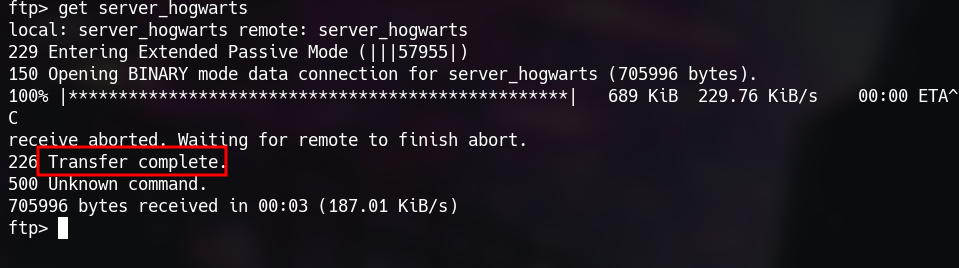 ftp> get server_hogwarts
local: server_hogwarts remote: server_hogwarts
229 Entering Extended Passive Mode (|||57955|)
150 Opening BINARY mode data connection for server_hogwarts (705996 bytes).
100% |**************************************************| 689 KiB 229.76 KiB/s 00:00 ETA^
C
receive aborted. Waiting for remote to finish abort.
226 Transfer complete.
500 Unknown command.
705996 bytes received in 00:03 (187.01 KiB/s)
ftp>